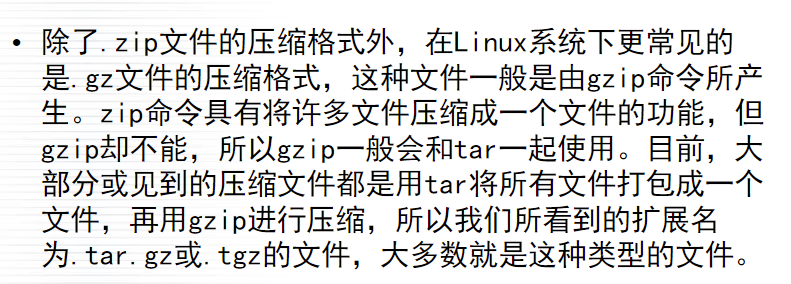 • 除了.zip文件的压缩格式外，在Linux系统下更常见的
是.gz文件的压缩格式，这种文件一般是由gzip命令所产
生。zip命令具有将许多文件压缩成一个文件的功能，但
gzip却不能，所以gzip一般会和tar一起使用。目前，大
部分或见到的压缩文件都是用tar将所有文件打包成一个
文件，再用gzip进行压缩，所以我们所看到的扩展名
为.tar.gz或.tgz的文件，大多数就是这种类型的文件。